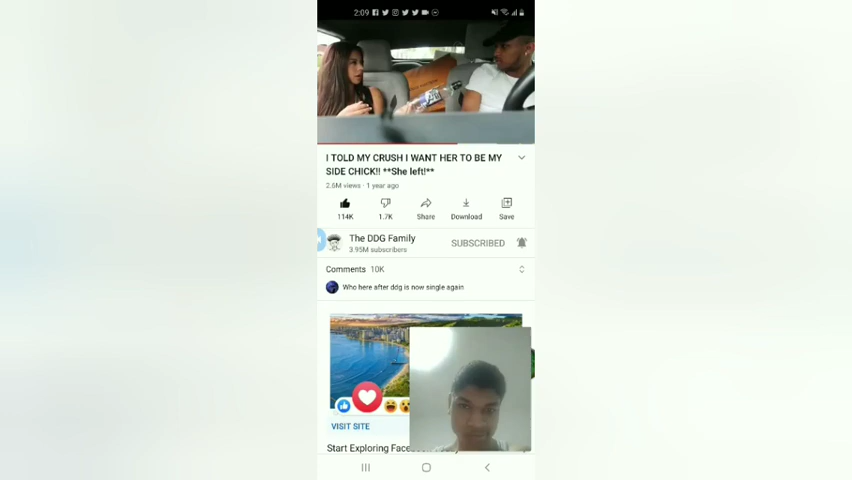 2:09
I TOLD MY CRUSH I WANT HER TO BE MY
SIDE CHICK!! **She left!**
2.6M views · 1 year ago
114K
1.7K
Share
Download
Save
The DDG Family
SUBSCRIBED
3.95M subscribers
Comments 10K
Who here after ddg is now single again
VISIT SITE
Start Exploring